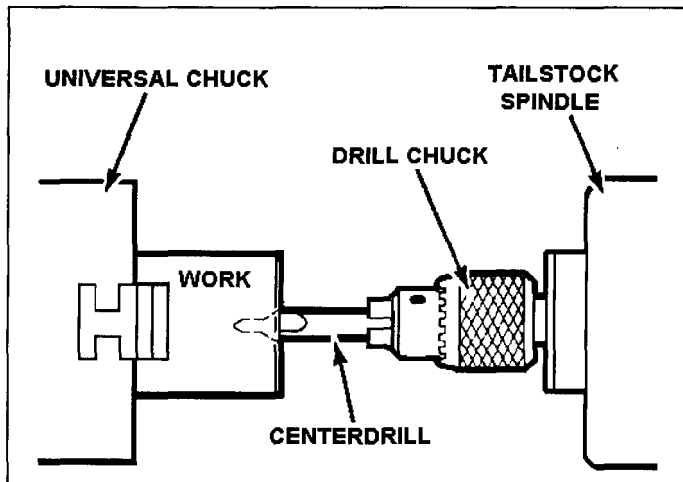 UNIVERSAL CHUCK
TAILSTOCK
SPINDLE
DRILL CHUCK
WORK
CENTERDRILL